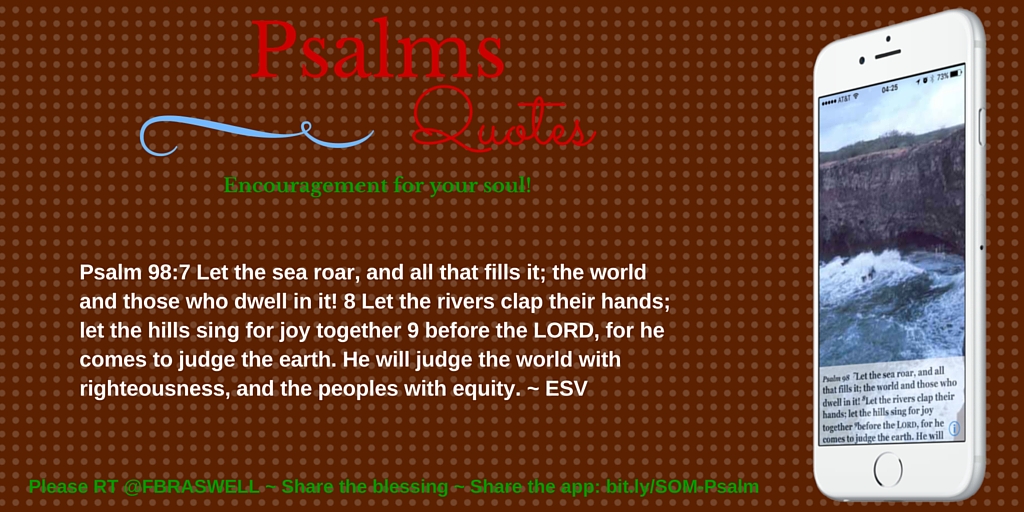 Psalms
Quotes
Encouragement for your soul!
Psalm 98:7 Let the sea roar, and all that fills it; the world
and those who dwell in it! 8 Let the rivers clap their hands;
let the hills sing for joy together 9 before the LORD, for he
comes to judge the earth. He will judge the world with
righteousness, and the peoples with equity. ~ ESV
Please RT @FBRASWELL ~ Share the blessing ~ Share the app: bit.ly/SOM-Psalm
AT&T 04:25 73%
Psalm 98 7Let the sea roar, and all
that fills it; the world and those who
dwell in it! 8Let the rivers clap their
hands; let the hills sing for joy
together 9before the LORD, for he
comes to judge the earth. He will